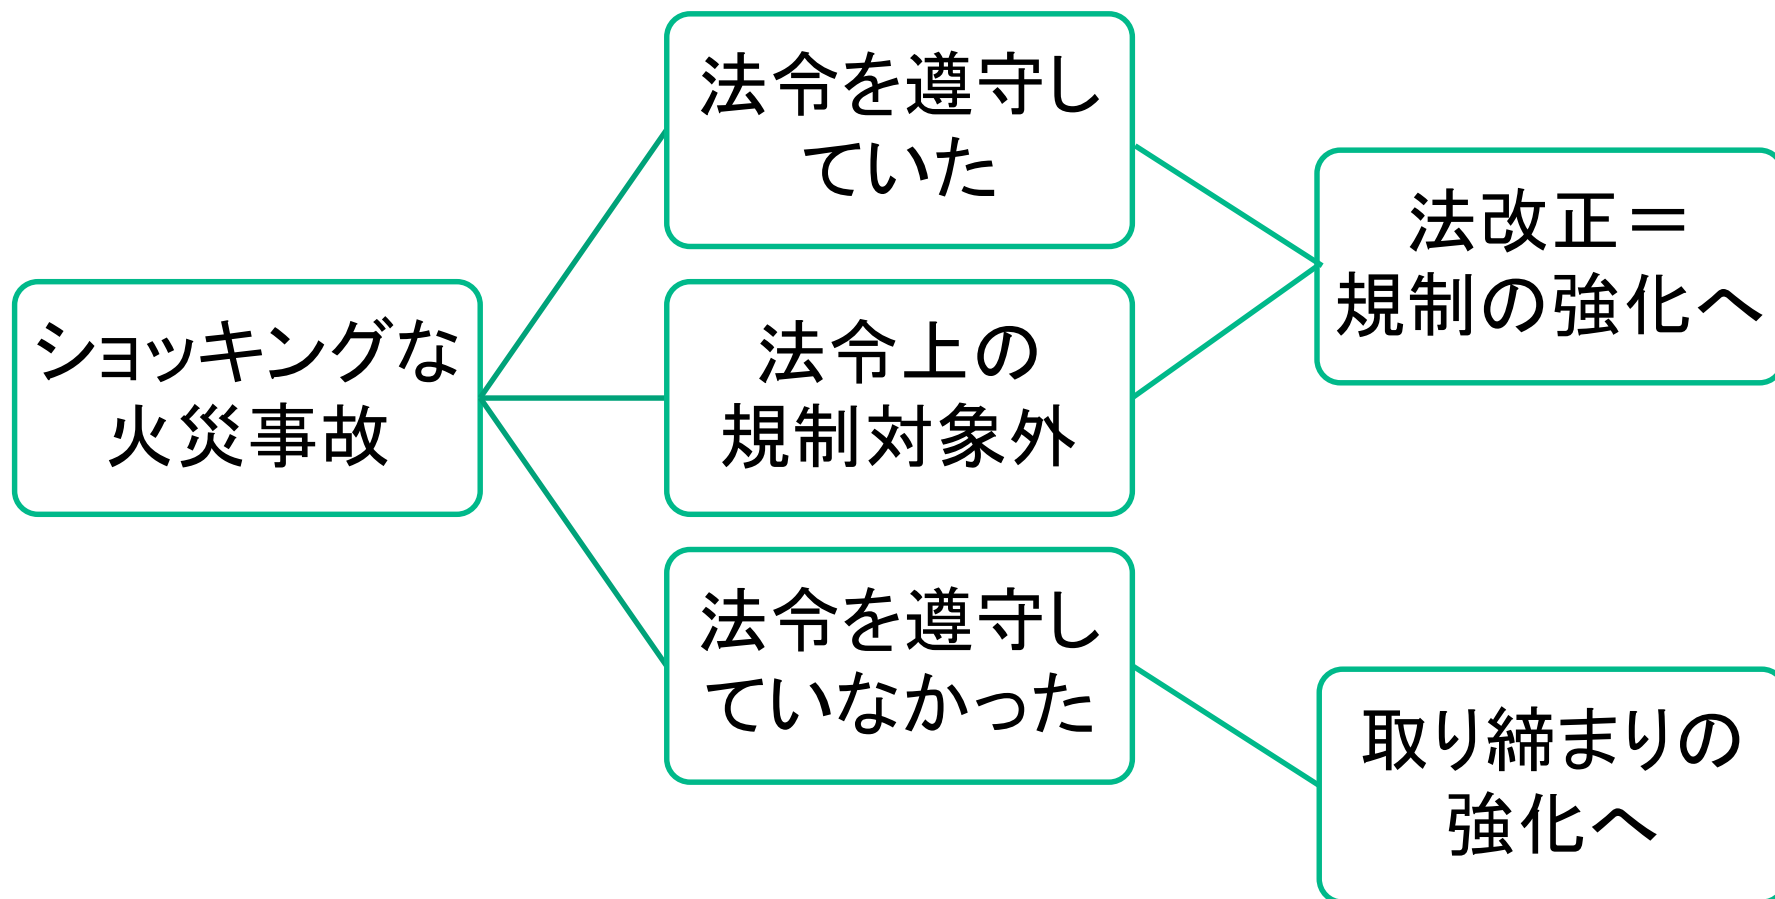 ショッキングな
火災事故
法令を遵守し
ていた
法令上の
規制対象外
法令を遵守し
ていなかった
法改正＝
規制の強化へ
取り締まりの
強化へ